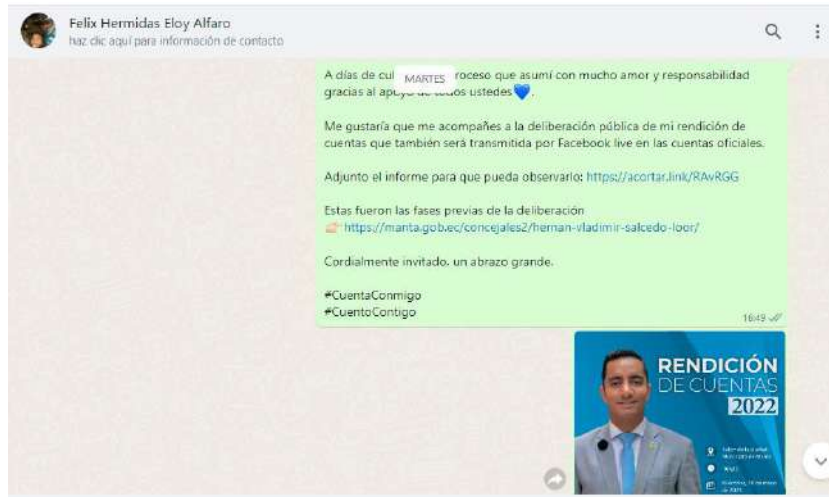 Felix Hermidas Eloy Alfaro
haz clic aquí para información de contacto
MARTES
A días de roceso que asumí con mucho amor y responsabilidad
gracias al ustedes💙.
Me gustaría que me acompañes a la deliberación pública de mi rendición de
cuentas que también será transmitida por Facebook live en las cuentas oficiales.
Adjunto el informe para que pueda observarlo: https://acortar.link/RAvRGG
Estas fueron las fases previas de la deliberación
👉🏻 https://manta.gob.ec/concejales2/hernan-vladimir-salcedo-loor/
Cordialmente invitado, un abrazo grande.
#CuentaConmigo
#CuentoContigo
16:49
RENDICIÓN
DE CUENTAS
2022